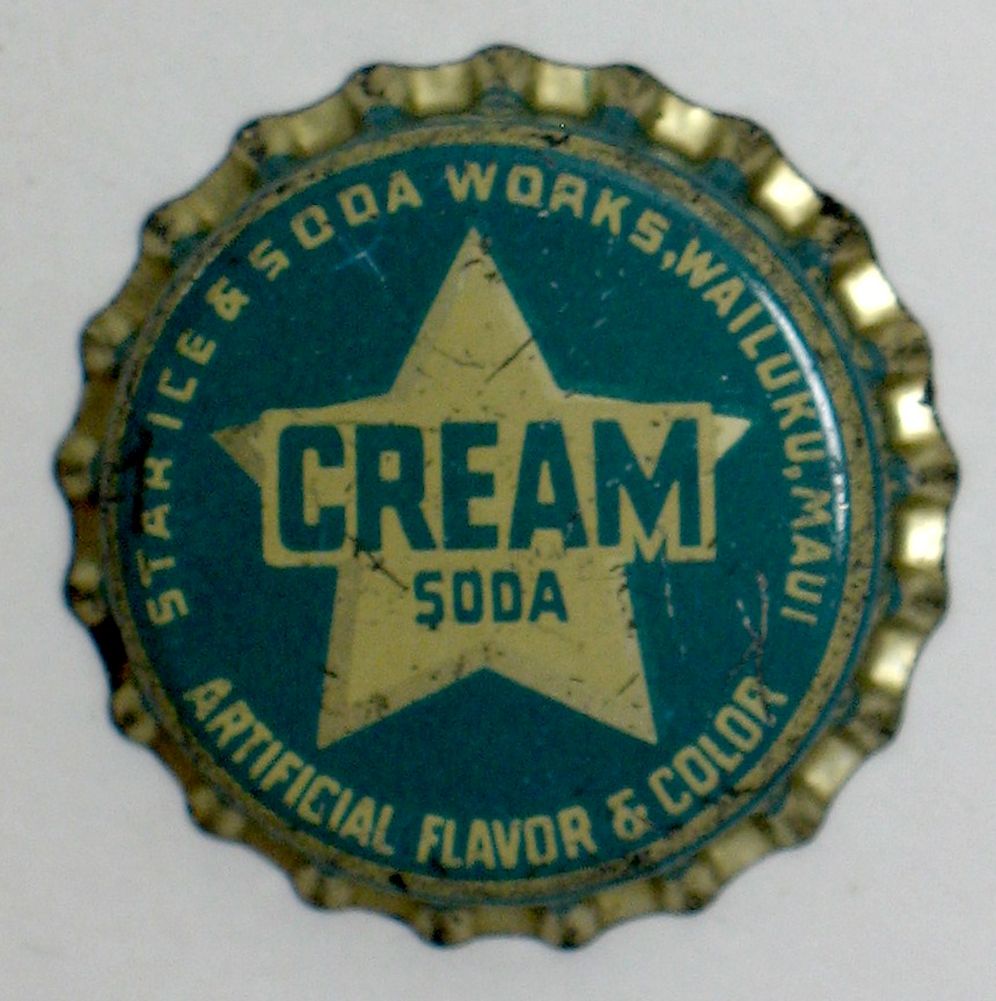 STAR ICE & SODA WORKS, WAILUKU, MAUI
CREAM
SODA
ARTIFICIAL FLAVOR & COLOR